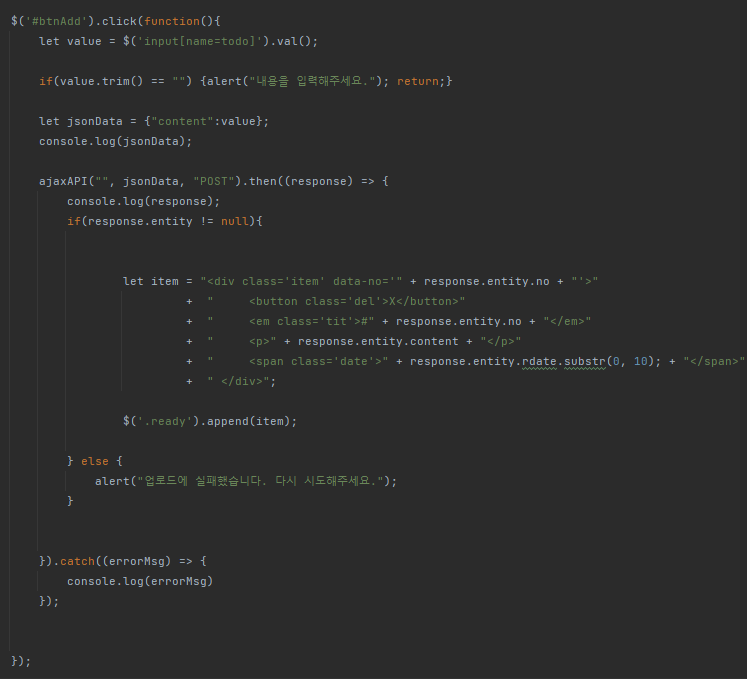 $('#btnAdd').click(function(){
let value = $('input[name=todo]').val();
if(value.trim() == "") {alert("내용을 입력해주세요."); return;}
let jsonData = {"content":value};
console.log(jsonData);
ajaxAPI("", jsonData, "POST").then((response) => {
console.log(response);
if(response.entity != null){
let item = "<div class='item' data-no='" + response.entity.no + "'>"
+ "     <button class='del'>X</button>"
+ "     <em class='tit'>#" + response.entity.no + "</em>"
+ "     <p>" + response.entity.content + "</p>"
+ "     <span class='date'>" + response.entity.rdate.substr(0, 10); + "</span>"
+ " </div>";
$('.ready').append(item);
} else {
alert("업로드에 실패했습니다. 다시 시도해주세요.");
}
}).catch((errorMsg) => {
console.log(errorMsg)
});
});